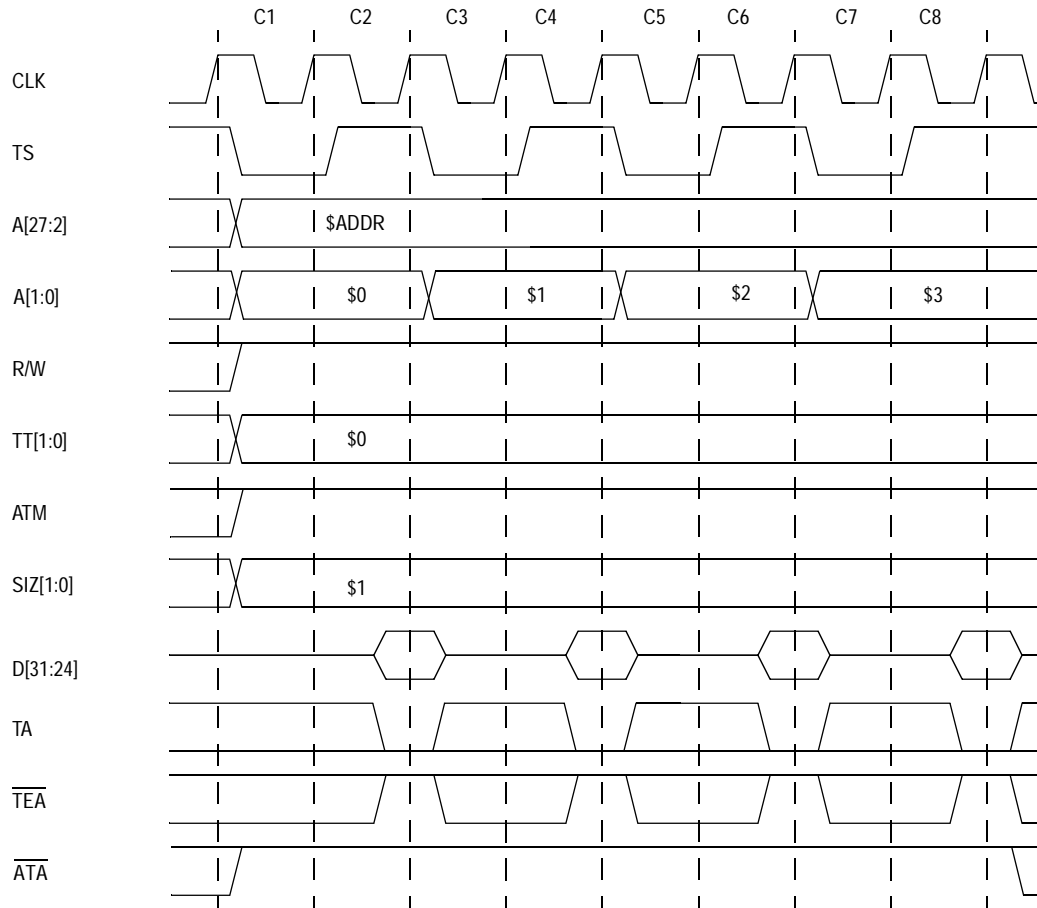 C1 C2 C3 C4 C5 C6 C7 C8
CLK
TS
A[27:2] $ADDR
A[1:0] $0 $1 $2 $3
R/W
TT[1:0] $0
ATM
SIZ[1:0] $1
D[31:24]
TA
TEA
ATA